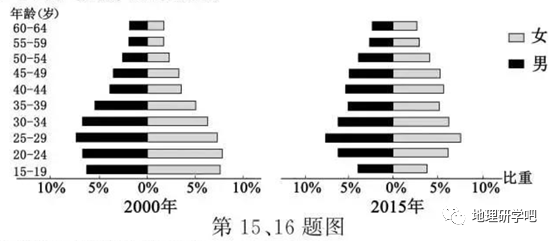 年龄(岁)
60-64
55-59
50-54
45-49
40-44
35-39
30-34
25-29
20-24
15-19
女
男
比重
10% 5% 0% 5% 10% 10% 5% 0% 5% 10%
2000年 2015年
第15、16题图
地理研学吧